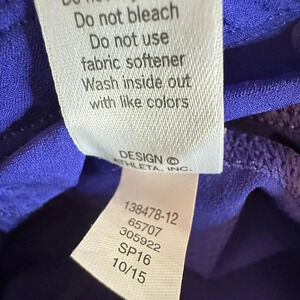 Do not bleach
Do not use
fabric softener
Wash inside out
with like colors
DESIGN ©
ATHLETA, INC.
138478-12
65707
305922
SP16
10/15